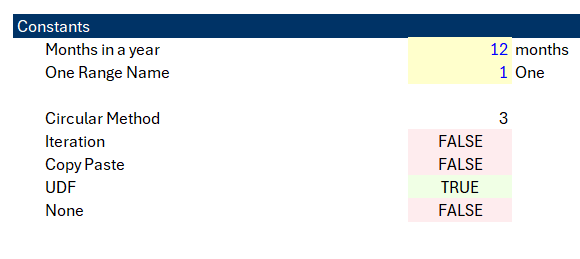 Constants
Months in a year 12 months
One Range Name 1 One
Circular Method 3
Iteration FALSE
Copy Paste FALSE
UDF TRUE
None FALSE